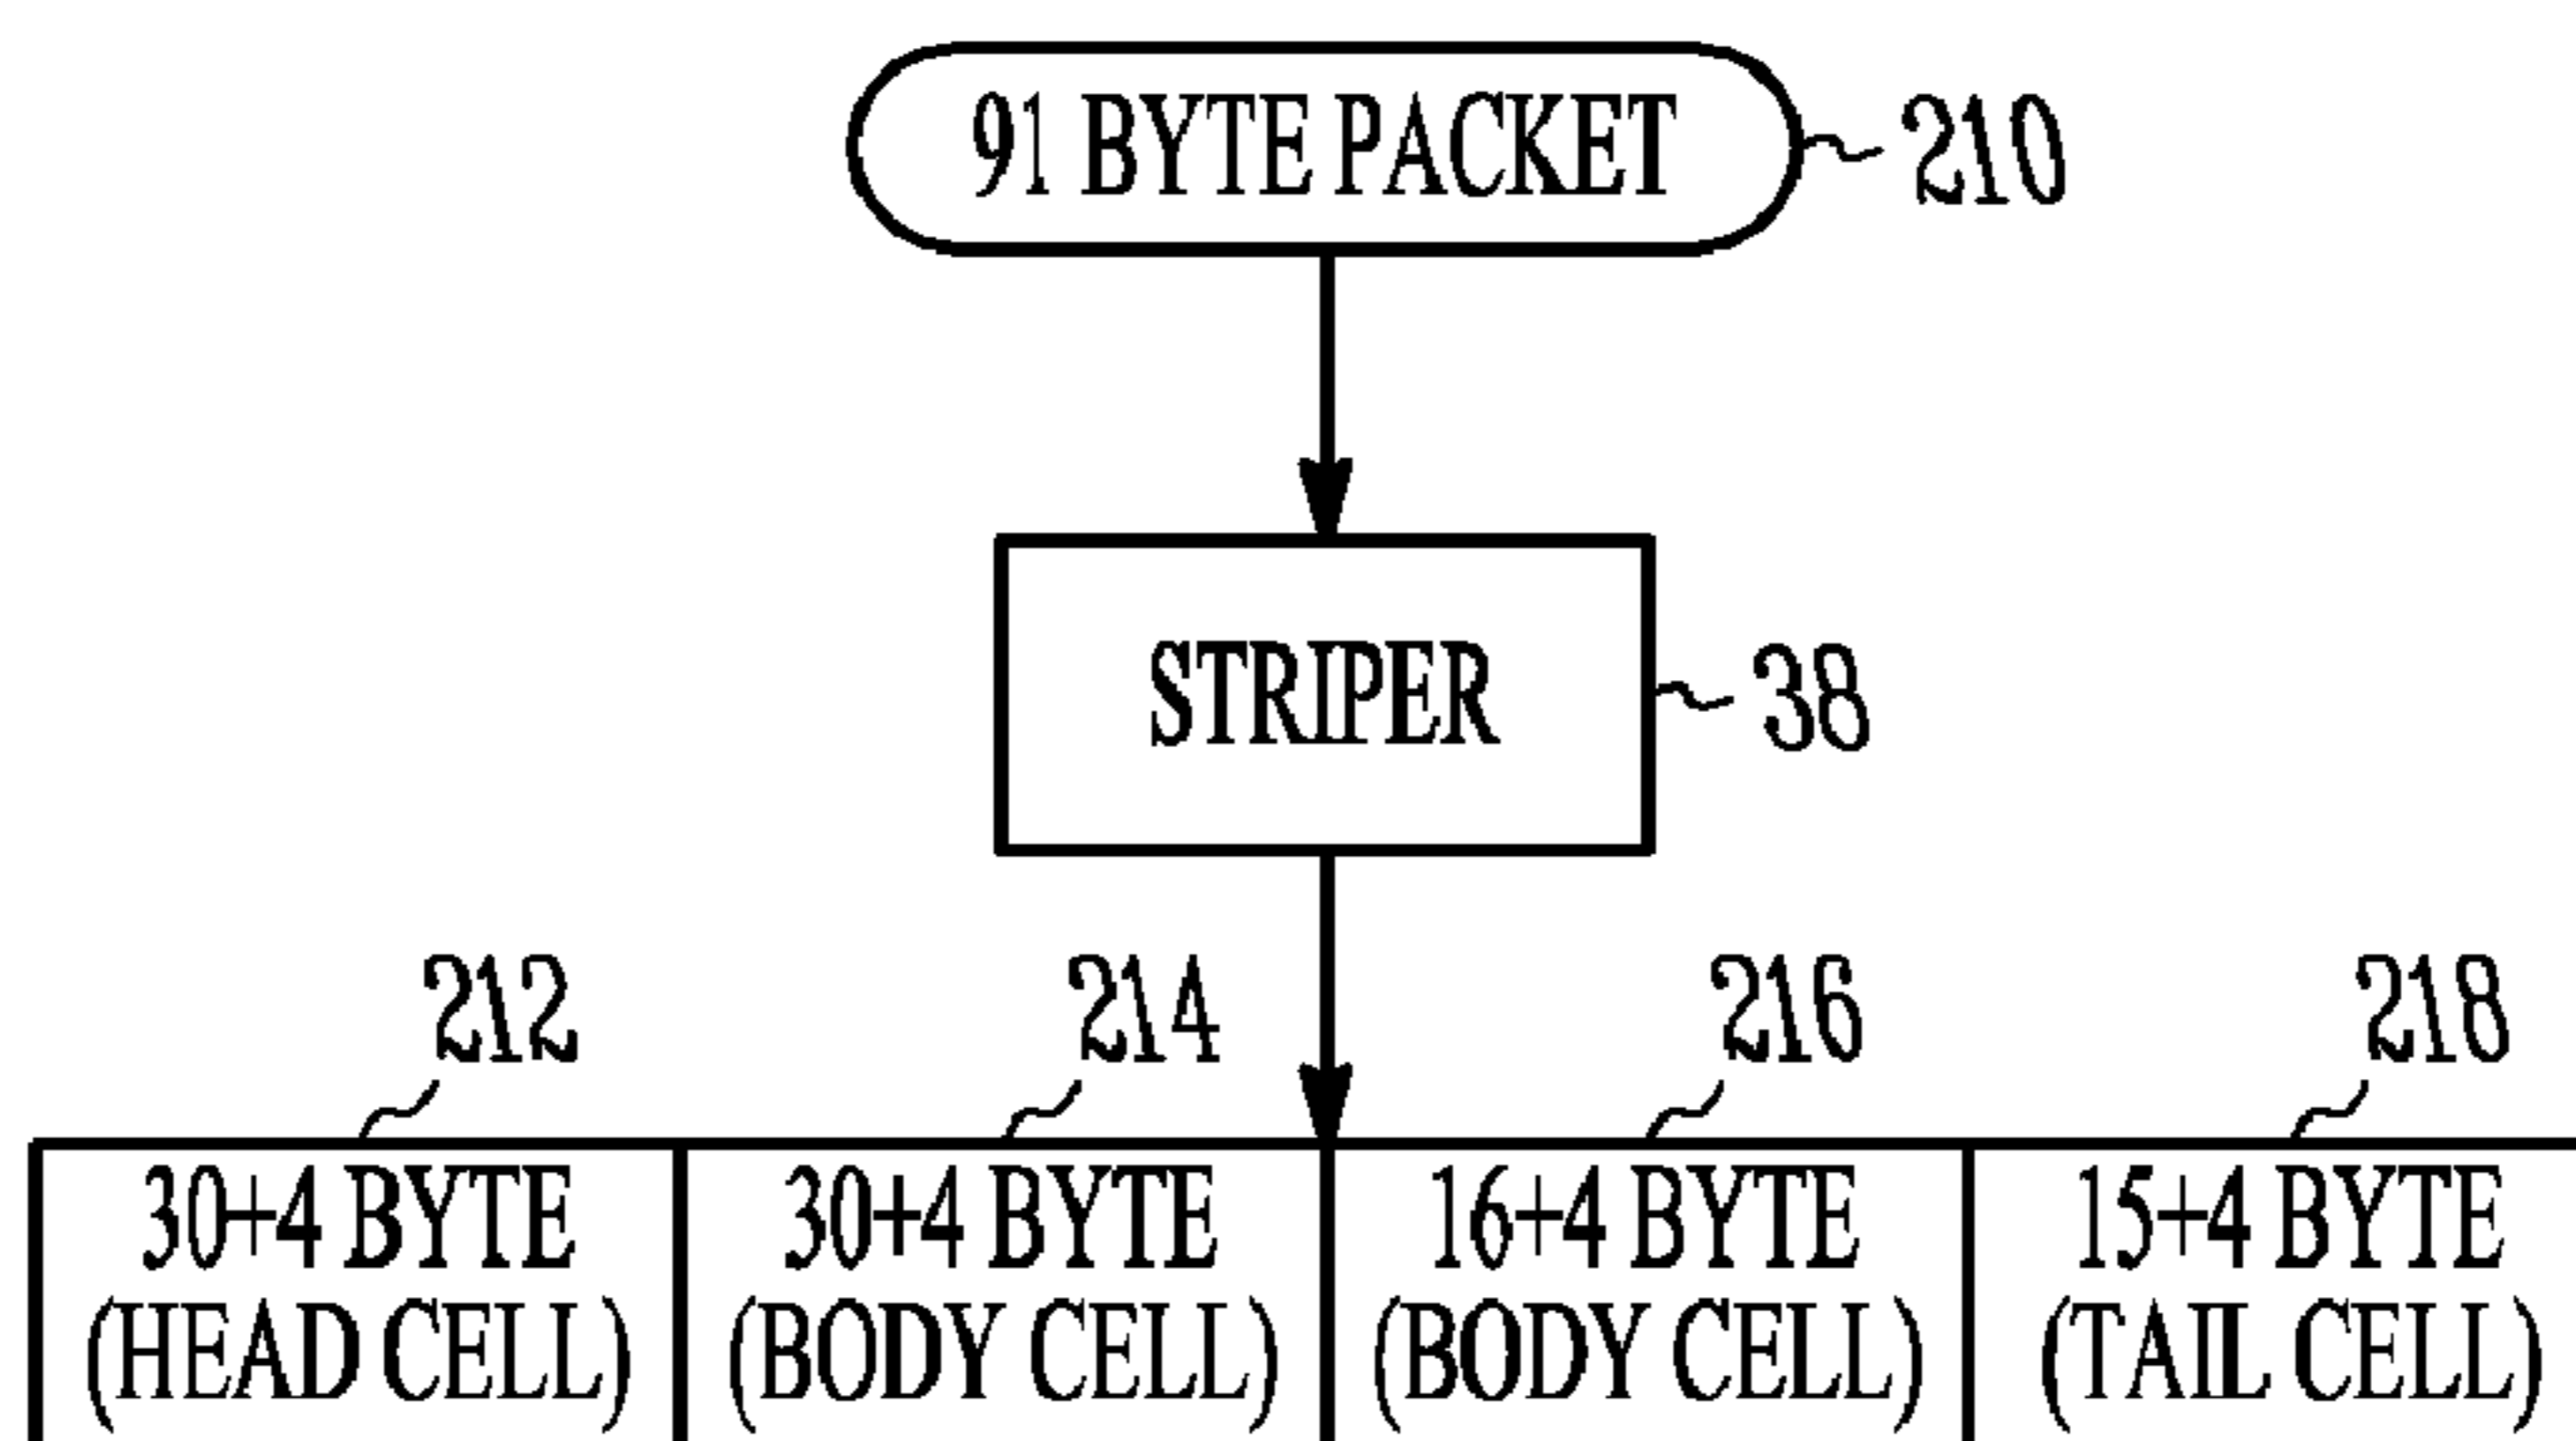 91 BYTE PACKET
210
STRIPER
38
212
214
216
218
30+4 BYTE
(HEAD CELL)
30+4 BYTE
(BODY CELL)
16+4 BYTE
(BODY CELL)
15+4 BYTE
(TAIL CELL)